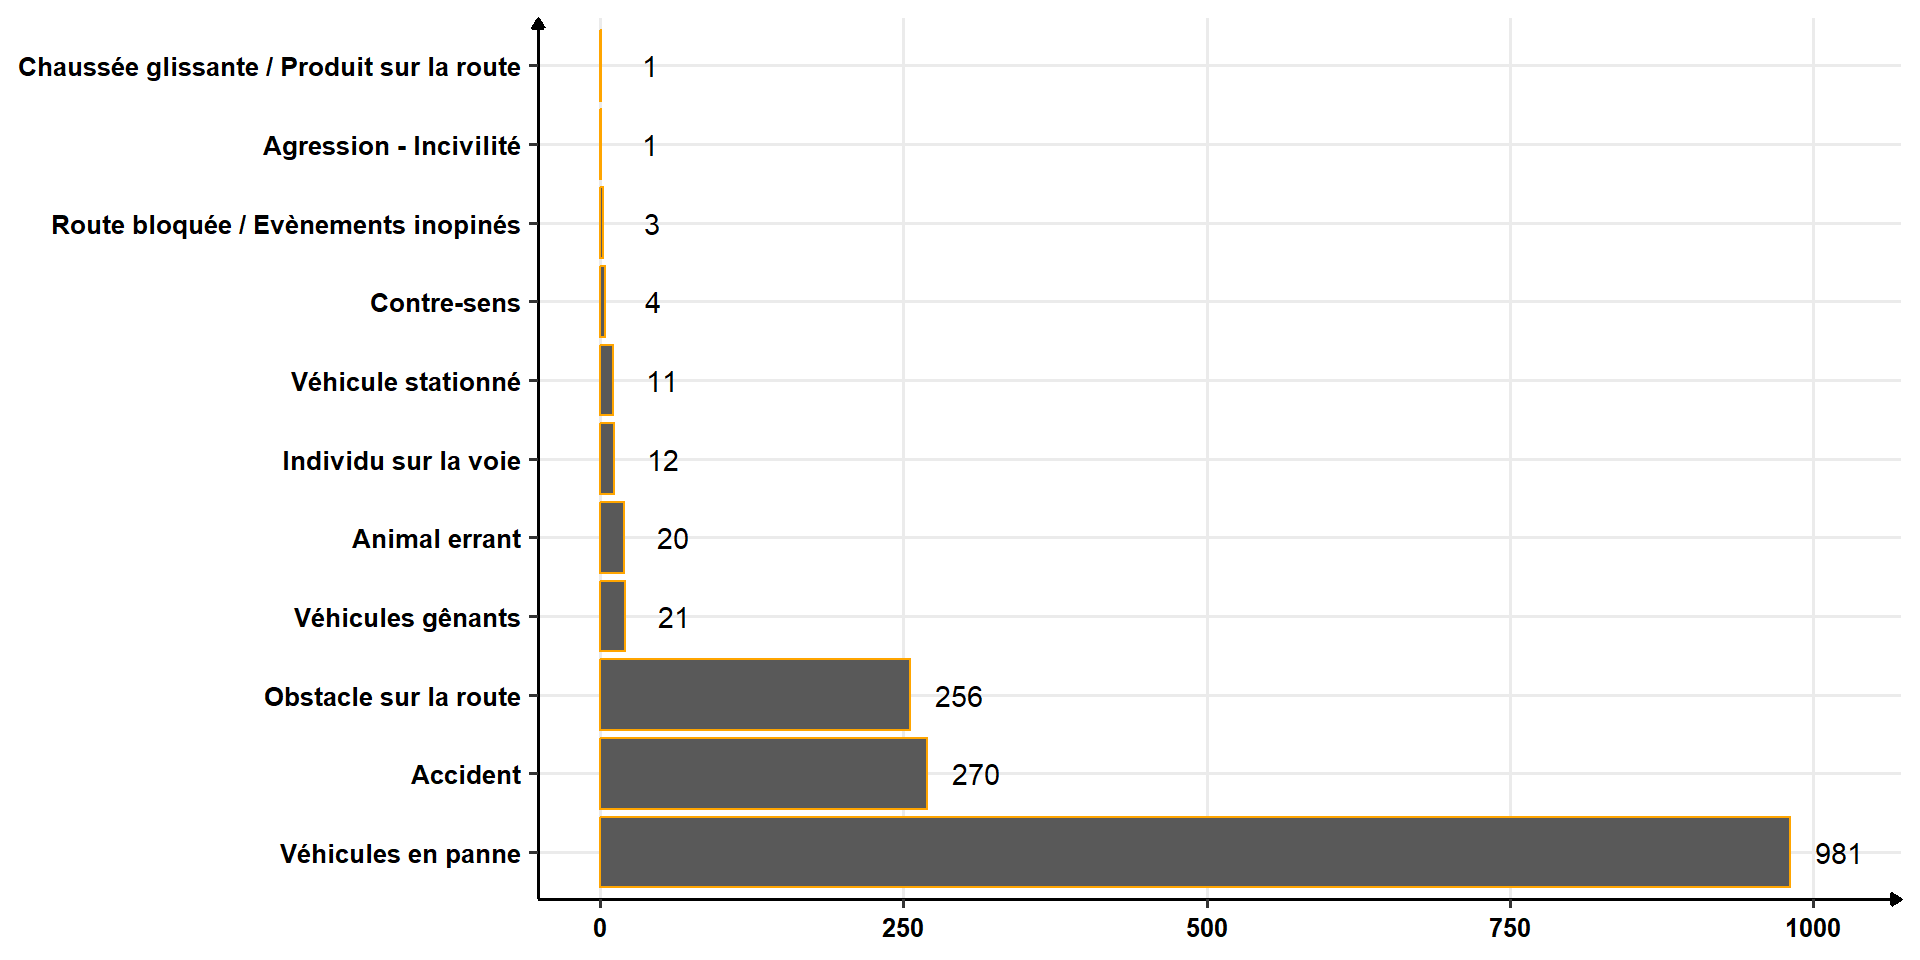 Chaussée glissante / Produit sur la route 1
Agression - Incivilité 1
Route bloquée / Evènements inopinés 3
Contre-sens 4
Véhicule stationné 11
Individu sur la voie 12
Animal errant 20
Véhicules gênants 21
Obstacle sur la route 256
Accident 270
Véhicules en panne 981
0 250 500 750 1000